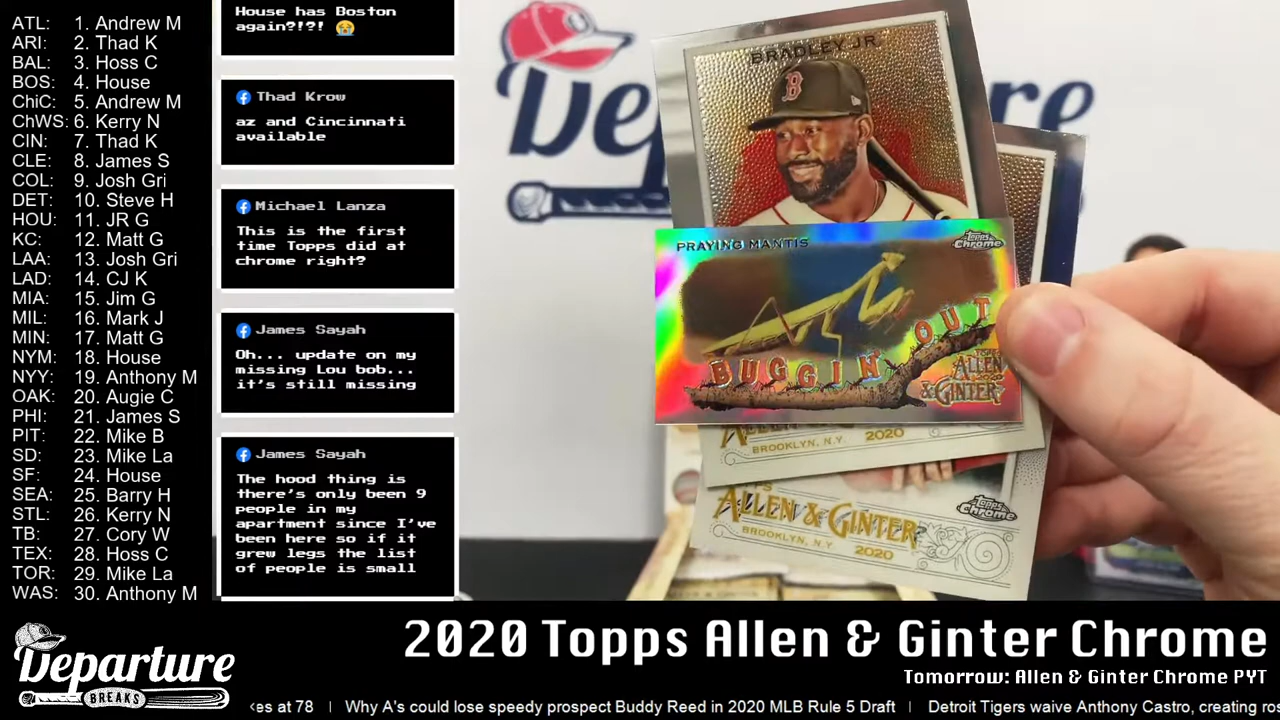 ATL: 1. Andrew M
ARI: 2. Thad K
BAL: 3. Hoss C
BOS: 4. House
ChiC: 5. Andrew M
ChWS: 6. Kerry N
CIN: 7. Thad K
CLE: 8. James S
COL: 9. Josh Gri
DET: 10. Steve H
HOU: 11. JR G
KC: 12. Matt G
LAA: 13. Josh Gri
LAD: 14. CJ K
MIA: 15. Jim G
MIL: 16. Mark J
MIN: 17. Matt G
NYM: 18. House
NYY: 19. Anthony M
OAK: 20. Augie C
PHI: 21. James S
PIT: 22. Mike B
SD: 23. Mike La
SF: 24. House
SEA: 25. Barry H
STL: 26. Kerry N
TB: 27. Cory W
TEX: 28. Hoss C
TOR: 29. Mike La
WAS: 30. Anthony M
House has Boston
again?!?! 😭
Thad Krow
az and Cincinnati
available
Michael Lanza
This is the first
time Topps did at
chrome right?
James Sayah
Oh... update on my
missing Lou bob...
it's still missing
James Sayah
The hood thing is
there's only been 9
people in my
apartment since I've
been here so if it
grew legs the list
of people is small
De
re
BRADLEY JR
B
PRAYING MANTIS
Topps Chrome
BUGGIN' OUT
ALLEN
& GINTER
BROOKLYN, N.Y. 2020
ALLEN & GINTER
Topps Chrome
BROOKLYN, N.Y. 2020
Departure
BREAKS
2020 Topps Allen & Ginter Chrome
Tomorrow: Allen & Ginter Chrome PYT
kes at 78 | Why A's could lose speedy prospect Buddy Reed in 2020 MLB Rule 5 Draft | Detroit Tigers waive Anthony Castro, creating ros